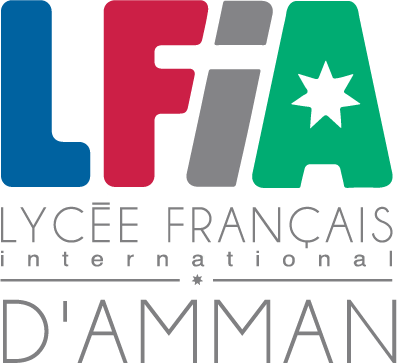 LFiA
LYCÉE FRANÇAIS
international
D'AMMAN